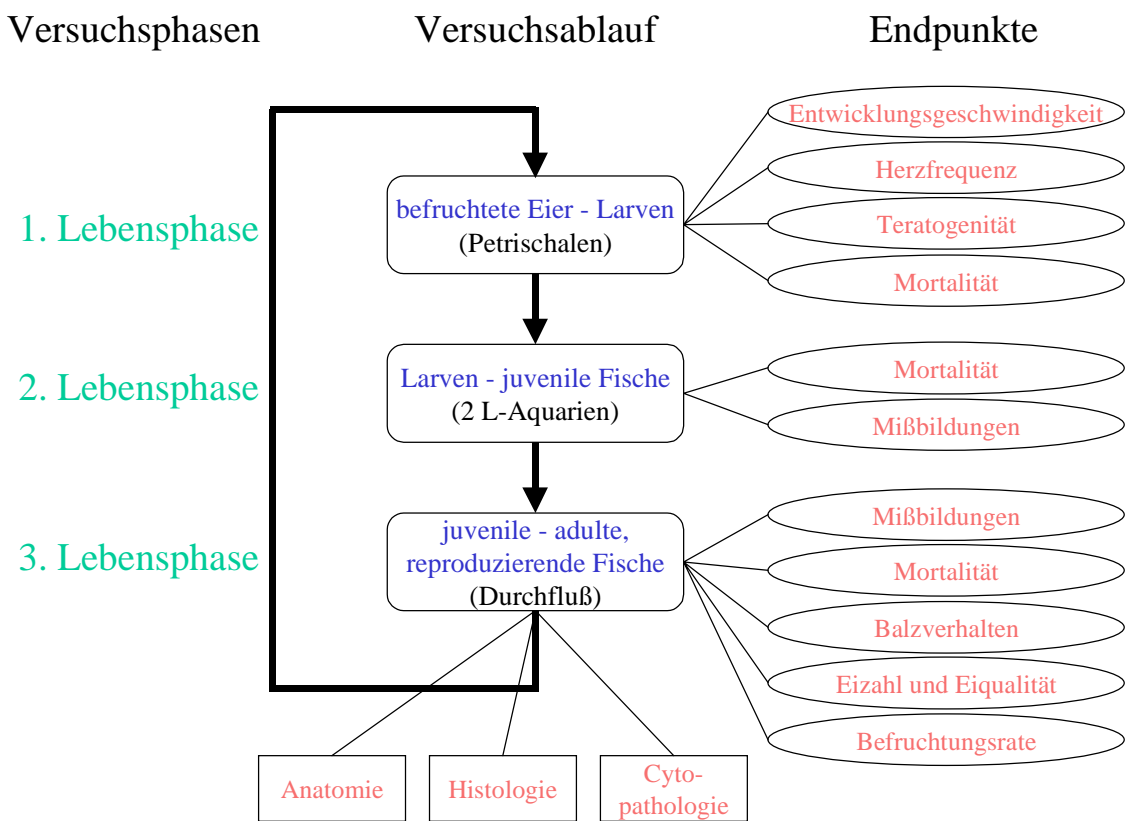 Versuchsphasen
Versuchsablauf
Endpunkte
1. Lebensphase
befruchtete Eier - Larven
(Petrischalen)
Entwicklungsgeschwindigkeit
Herzfrequenz
Teratogenität
Mortalität
2. Lebensphase
Larven - juvenile Fische
(2 L-Aquarien)
Mortalität
Mißbildungen
3. Lebensphase
juvenile - adulte,
reproduzierende Fische
(Durchfluß)
Mißbildungen
Mortalität
Balzverhalten
Eizahl und Eiqualität
Befruchtungsrate
Anatomie
Histologie
Cyto-
pathologie